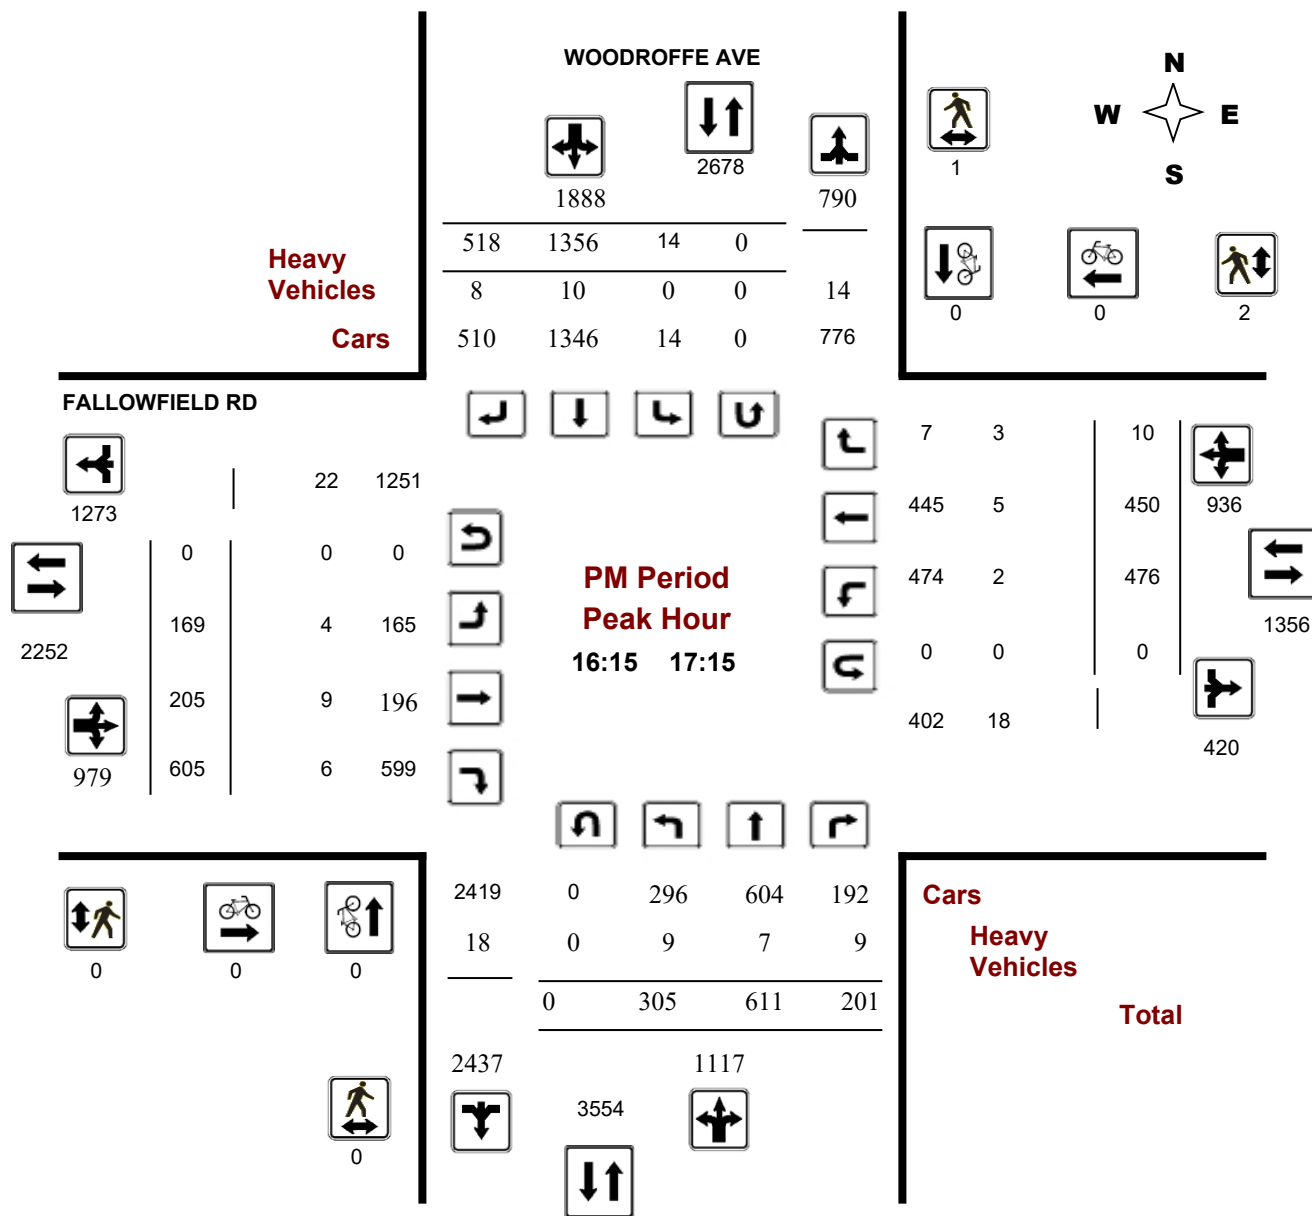 WOODROFFE AVE
N
W E
S
2678
1
1888 790
518 1356 14 0
Heavy
Vehicles 8 10 0 0 14
Cars 510 1346 14 0 776
0 0 2
FALLOWFIELD RD
7 3 10
22 1251
1273
445 5 450 936
0 0 0
PM Period
474 2 476
Peak Hour
169 4 165
1356
2252
16:15 17:15
0 0 0
205 9 196
402 18
420
979 605 6 599
2419 0 296 604 192 Cars
18 0 9 7 9 Heavy
Vehicles
0 0 0
0 305 611 201 Total
2437 1117
3554
0